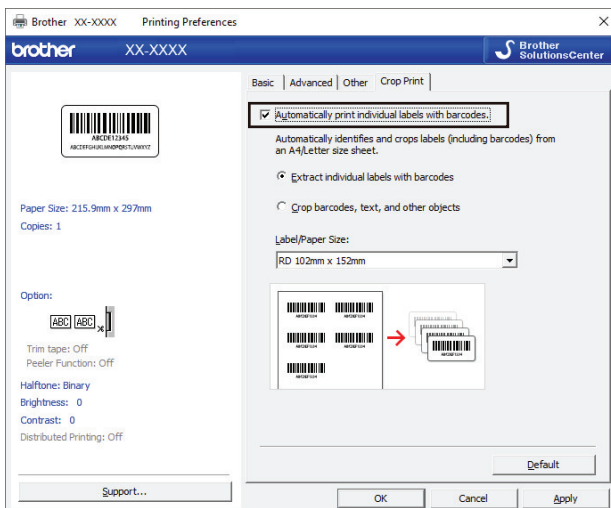 Brother XX-XXXX Printing Preferences
brother XX-XXXX
Brother
SolutionsCenter
Basic Advanced Other Crop Print
Automatically print individual labels with barcodes.
Automatically identifies and crops labels (including barcodes) from
an A4/Letter size sheet.
Extract individual labels with barcodes
Crop barcodes, text, and other objects
Label/Paper Size:
RD 102mm x 152mm
ABCDE12345
Paper Size: 215.9mm x 297mm
Copies: 1
Option:
ABC ABC
Trim tape: Off
Peeler Function: Off
Halftone: Binary
Brightness: 0
Contrast: 0
Distributed Printing: Off
Support...
Default
OK Cancel Apply